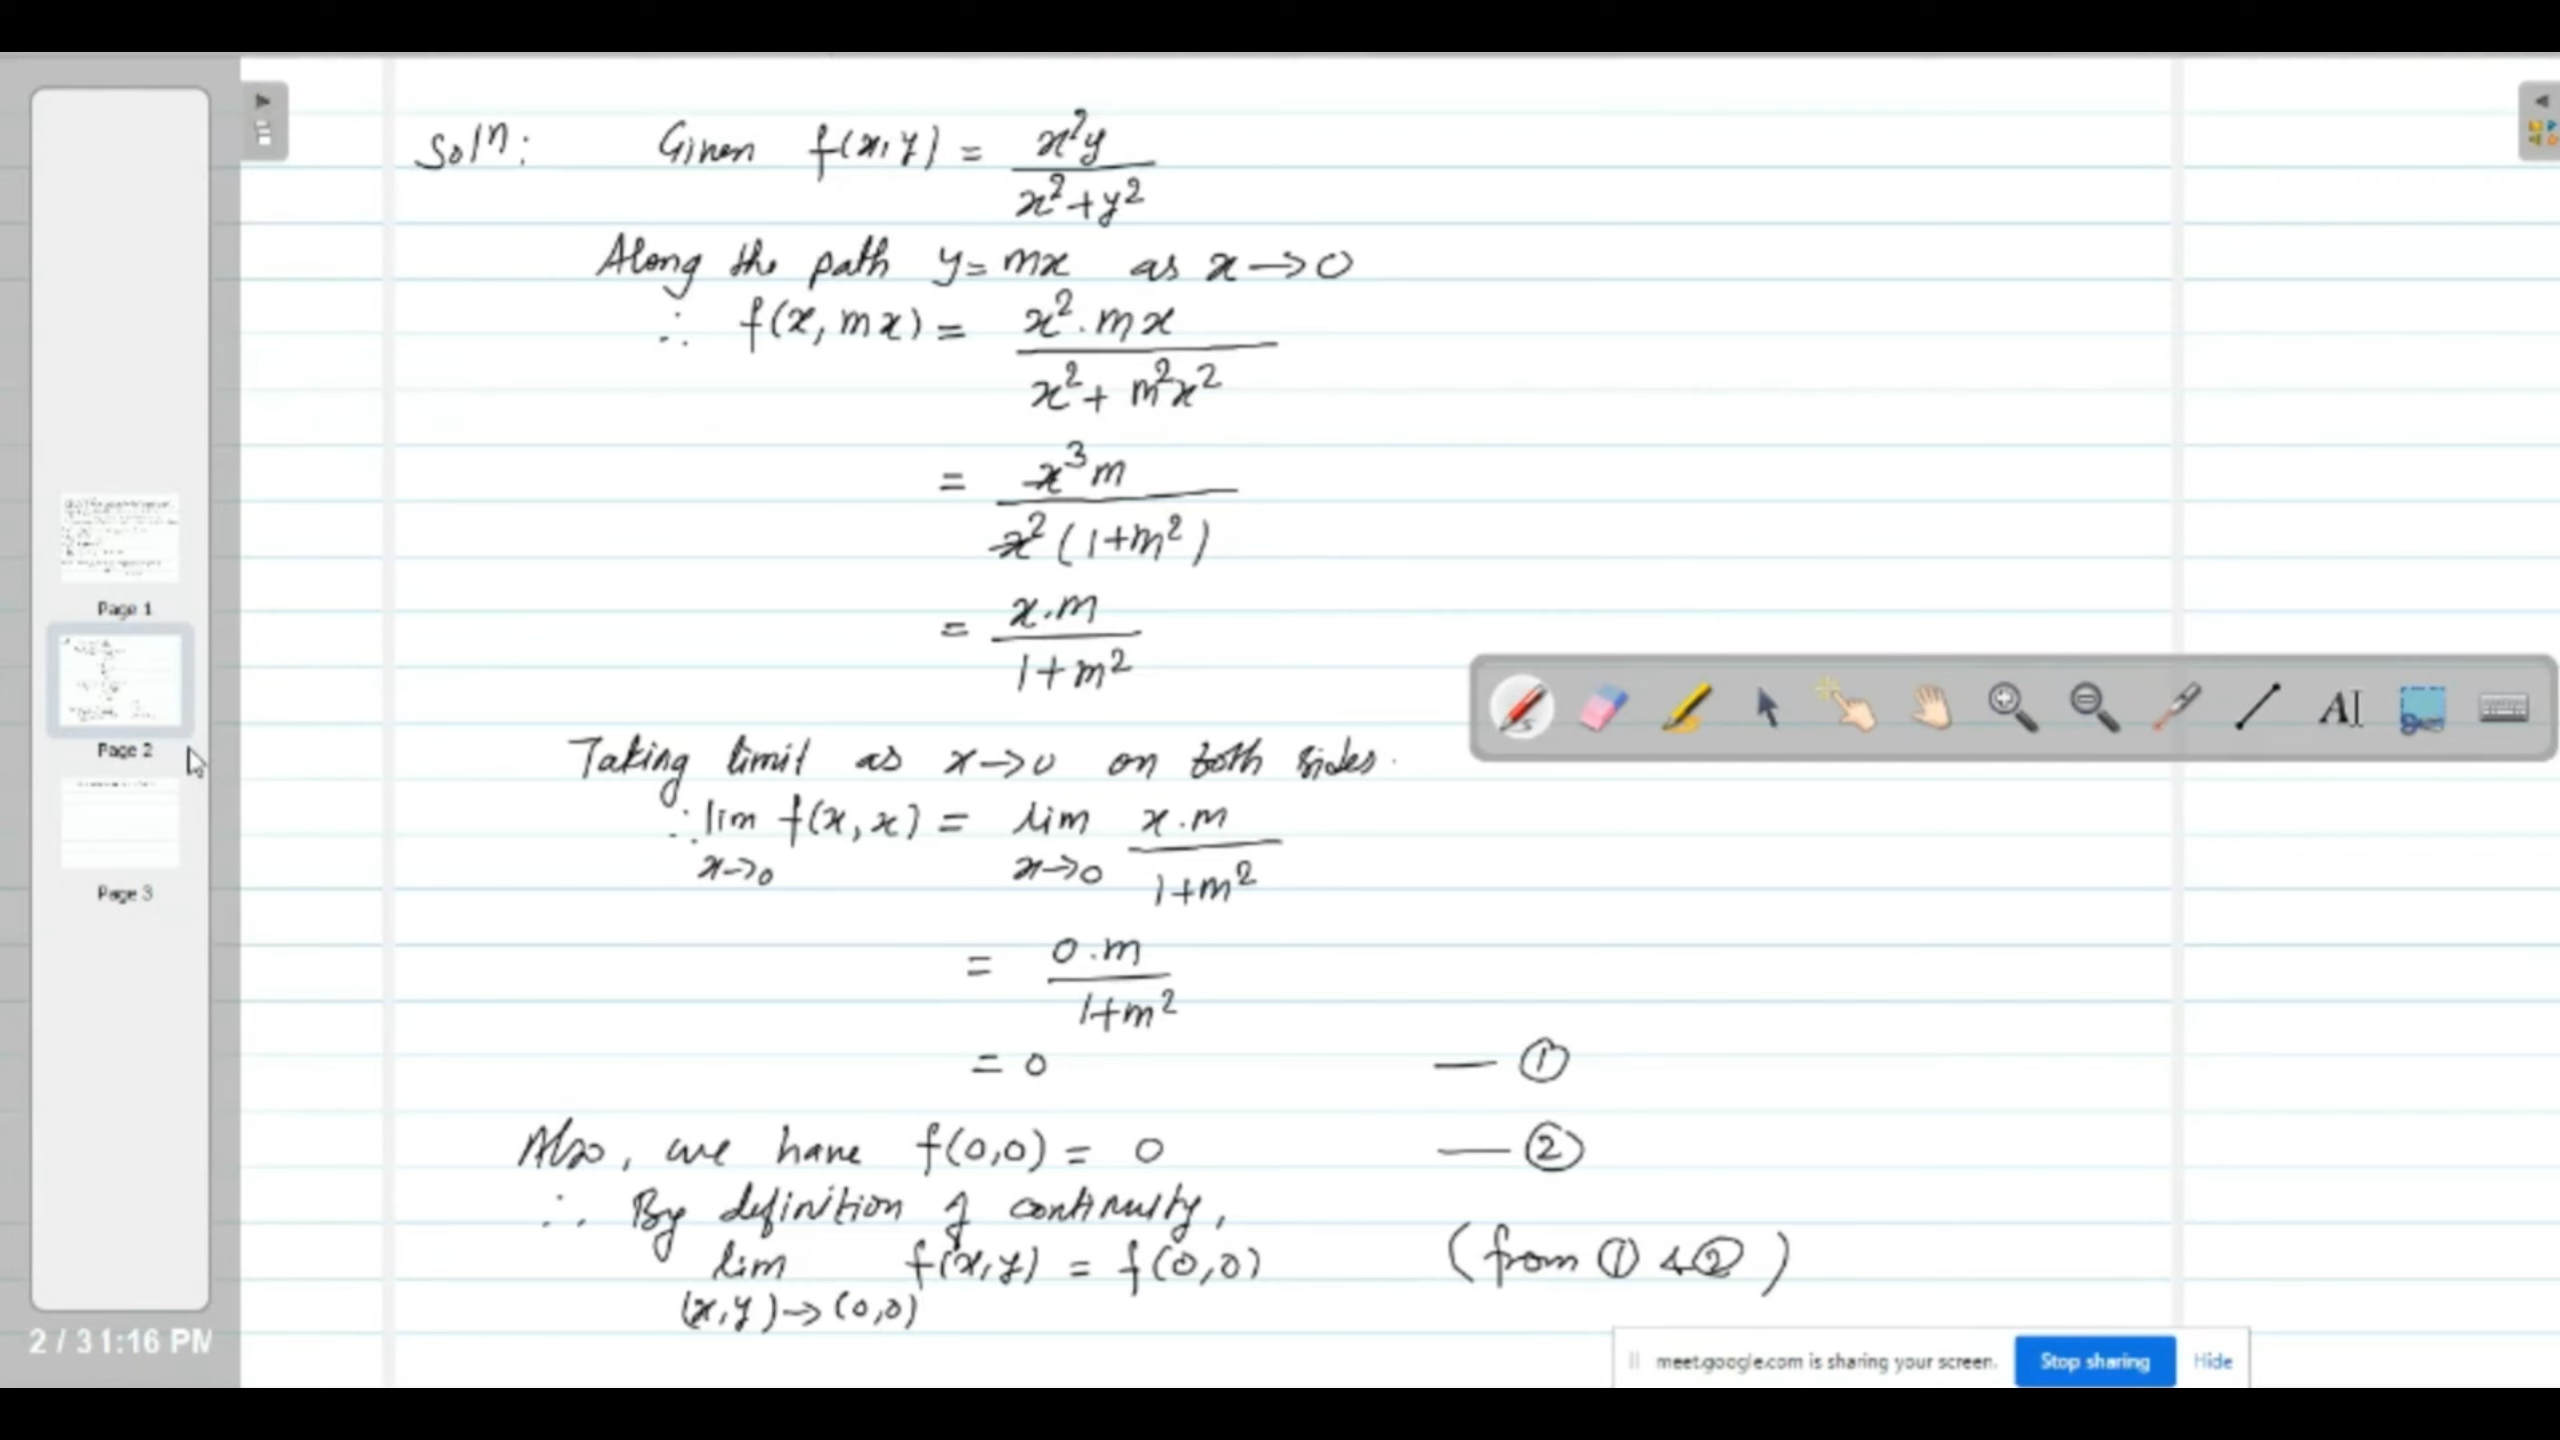 Soln: Given f(x,y) = x²y / x²+y²
Along the path y=mx as x→0
∴ f(x,mx) = x².mx / x²+m²x²
= x³m / x²(1+m²)
= x.m / 1+m²
Taking limit as x→0 on both sides.
∴ lim x→0 f(x,x) = lim x→0 x.m / 1+m²
= 0.m / 1+m²
= 0 — ①
Also, we have f(0,0) = 0 — ②
∴ By definition of continuity,
lim (x,y)→(0,0) f(x,y) = f(0,0) (from ① & ②)
Page 1
Page 2
Page 3
2 / 31:16 PM
AI
meet.google.com is sharing your screen.
Stop sharing
Hide